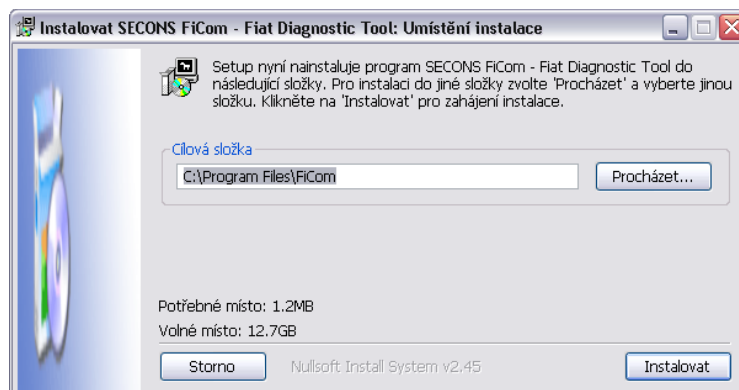 Instalovat SECONS FiCom - Fiat Diagnostic Tool: Umístění instalace
Setup nyní nainstaluje program SECONS FiCom - Fiat Diagnostic Tool do
následující složky. Pro instalaci do jiné složky zvolte 'Procházet' a vyberte jinou
složku. Klikněte na 'Instalovat' pro zahájení instalace.
Cílová složka
C:\Program Files\FiCom
Procházet...
Potřebné místo: 1.2MB
Volné místo: 12.7GB
Storno
Nullsoft Install System v2.45
Instalovat